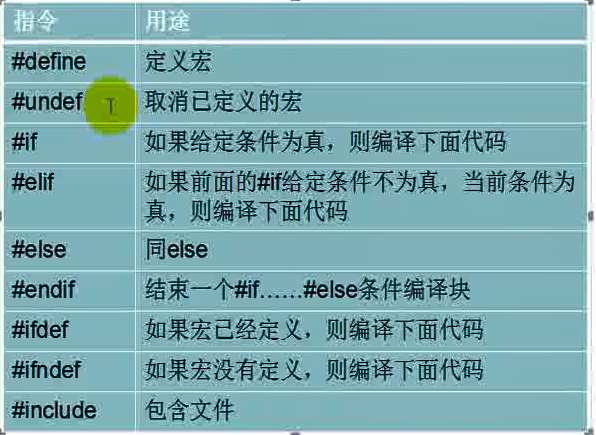 指令 用途
#define 定义宏
#undef 取消已定义的宏
#if 如果给定条件为真，则编译下面代码
#elif 如果前面的#if给定条件不为真，当前条件为
真，则编译下面代码
#else 同else
#endif 结束一个#if……#else条件编译块
#ifdef 如果宏已经定义，则编译下面代码
#ifndef 如果宏没有定义，则编译下面代码
#include 包含文件